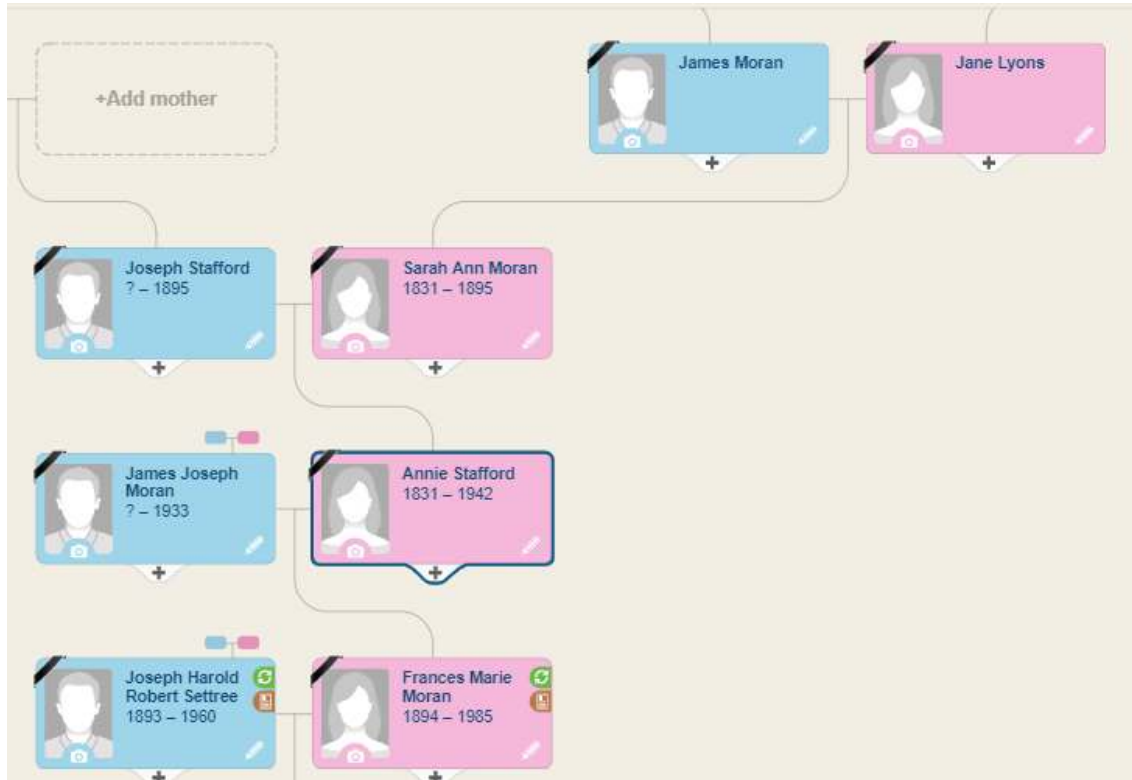 +Add mother
James Moran
Jane Lyons
Joseph Stafford
? – 1895
Sarah Ann Moran
1831 – 1895
James Joseph
Moran
? – 1933
Annie Stafford
1831 – 1942
Joseph Harold
Robert Settree
1893 – 1960
Frances Marie
Moran
1894 – 1985